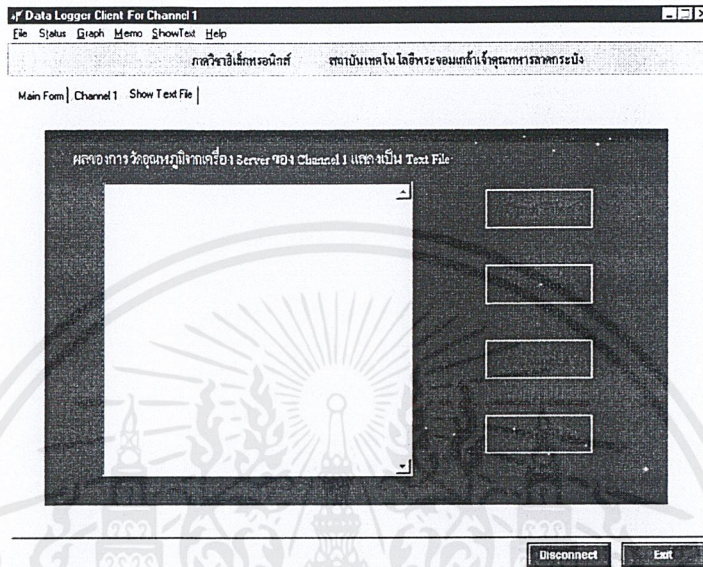 Data Logger Client For Channel 1
File Status Graph Memo ShowText Help
ภาควิชาอิเล็กทรอนิกส์ สถาบันเทคโนโลยีพระจอมเกล้าเจ้าคุณทหารลาดกระบัง
Main Form Channel 1 Show Text File
ผลของการวัดอุณหภูมิจากเครื่อง Server ของ Channel 1 แสดงเป็น Text File
Disconnect Exit